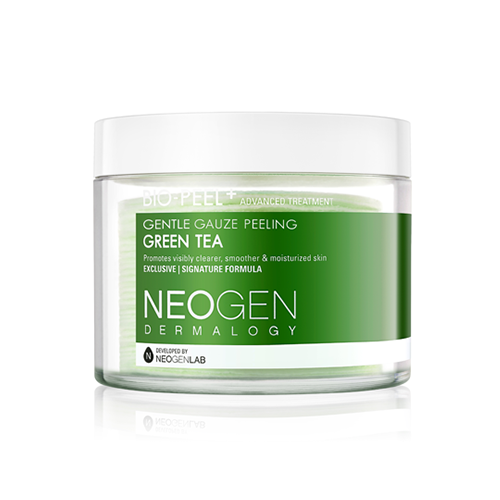 BIO-PEEL+ ADVANCED TREATMENT
GENTLE GAUZE PEELING
GREEN TEA
Promotes visibly clearer, smoother & moisturized skin
EXCLUSIVE | SIGNATURE FORMULA
NEOGEN
DERMALOGY
N DEVELOPED BY
NEOGENLAB